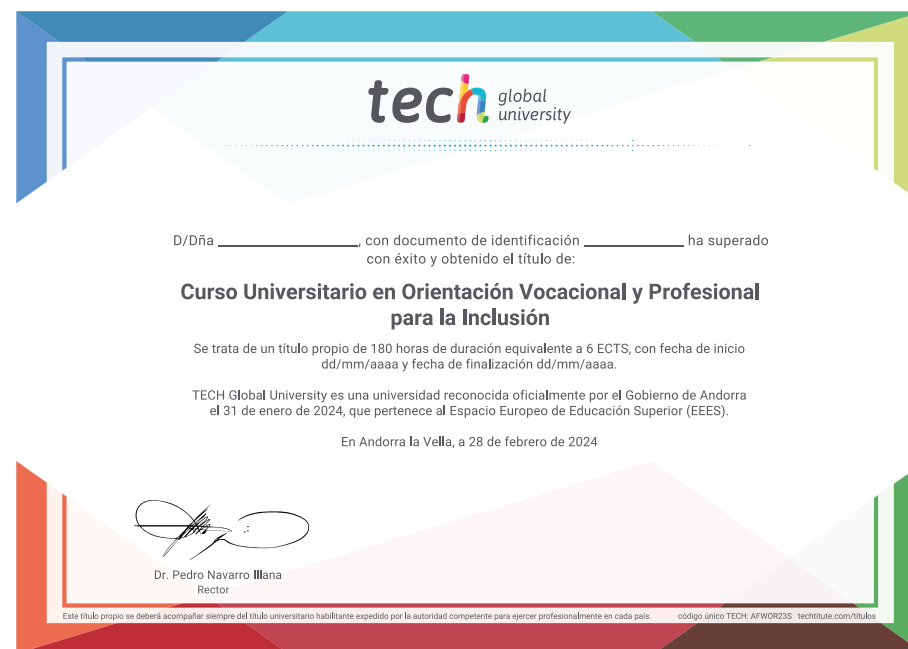 tech global university
D/Dña ____________________, con documento de identificación ______________ ha superado
con éxito y obtenido el título de:
Curso Universitario en Orientación Vocacional y Profesional
para la Inclusión
Se trata de un título propio de 180 horas de duración equivalente a 6 ECTS, con fecha de inicio
dd/mm/aaaa y fecha de finalización dd/mm/aaaa.
TECH Global University es una universidad reconocida oficialmente por el Gobierno de Andorra
el 31 de enero de 2024, que pertenece al Espacio Europeo de Educación Superior (EEES).
En Andorra la Vella, a 28 de febrero de 2024
Dr. Pedro Navarro Illana
Rector
Este título propio se deberá acompañar siempre del título universitario habilitante expedido por la autoridad competente para ejercer profesionalmente en cada país. código único TECH: AFWOR23S techtitute.com/titulos